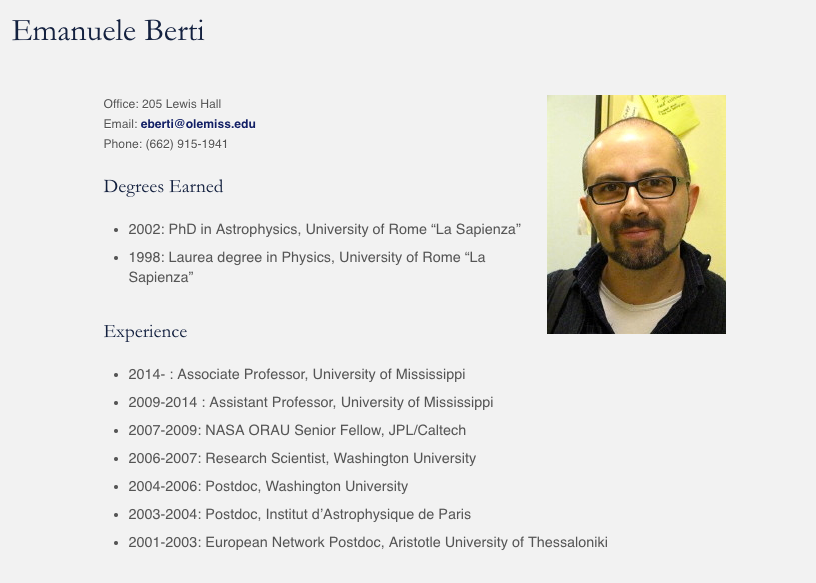 Emanuele Berti
Office: 205 Lewis Hall
Email: eberti@olemiss.edu
Phone: (662) 915-1941
Degrees Earned
• 2002: PhD in Astrophysics, University of Rome “La Sapienza”
• 1998: Laurea degree in Physics, University of Rome “La
Sapienza”
Experience
• 2014- : Associate Professor, University of Mississippi
• 2009-2014 : Assistant Professor, University of Mississippi
• 2007-2009: NASA ORAU Senior Fellow, JPL/Caltech
• 2006-2007: Research Scientist, Washington University
• 2004-2006: Postdoc, Washington University
• 2003-2004: Postdoc, Institut d’Astrophysique de Paris
• 2001-2003: European Network Postdoc, Aristotle University of Thessaloniki